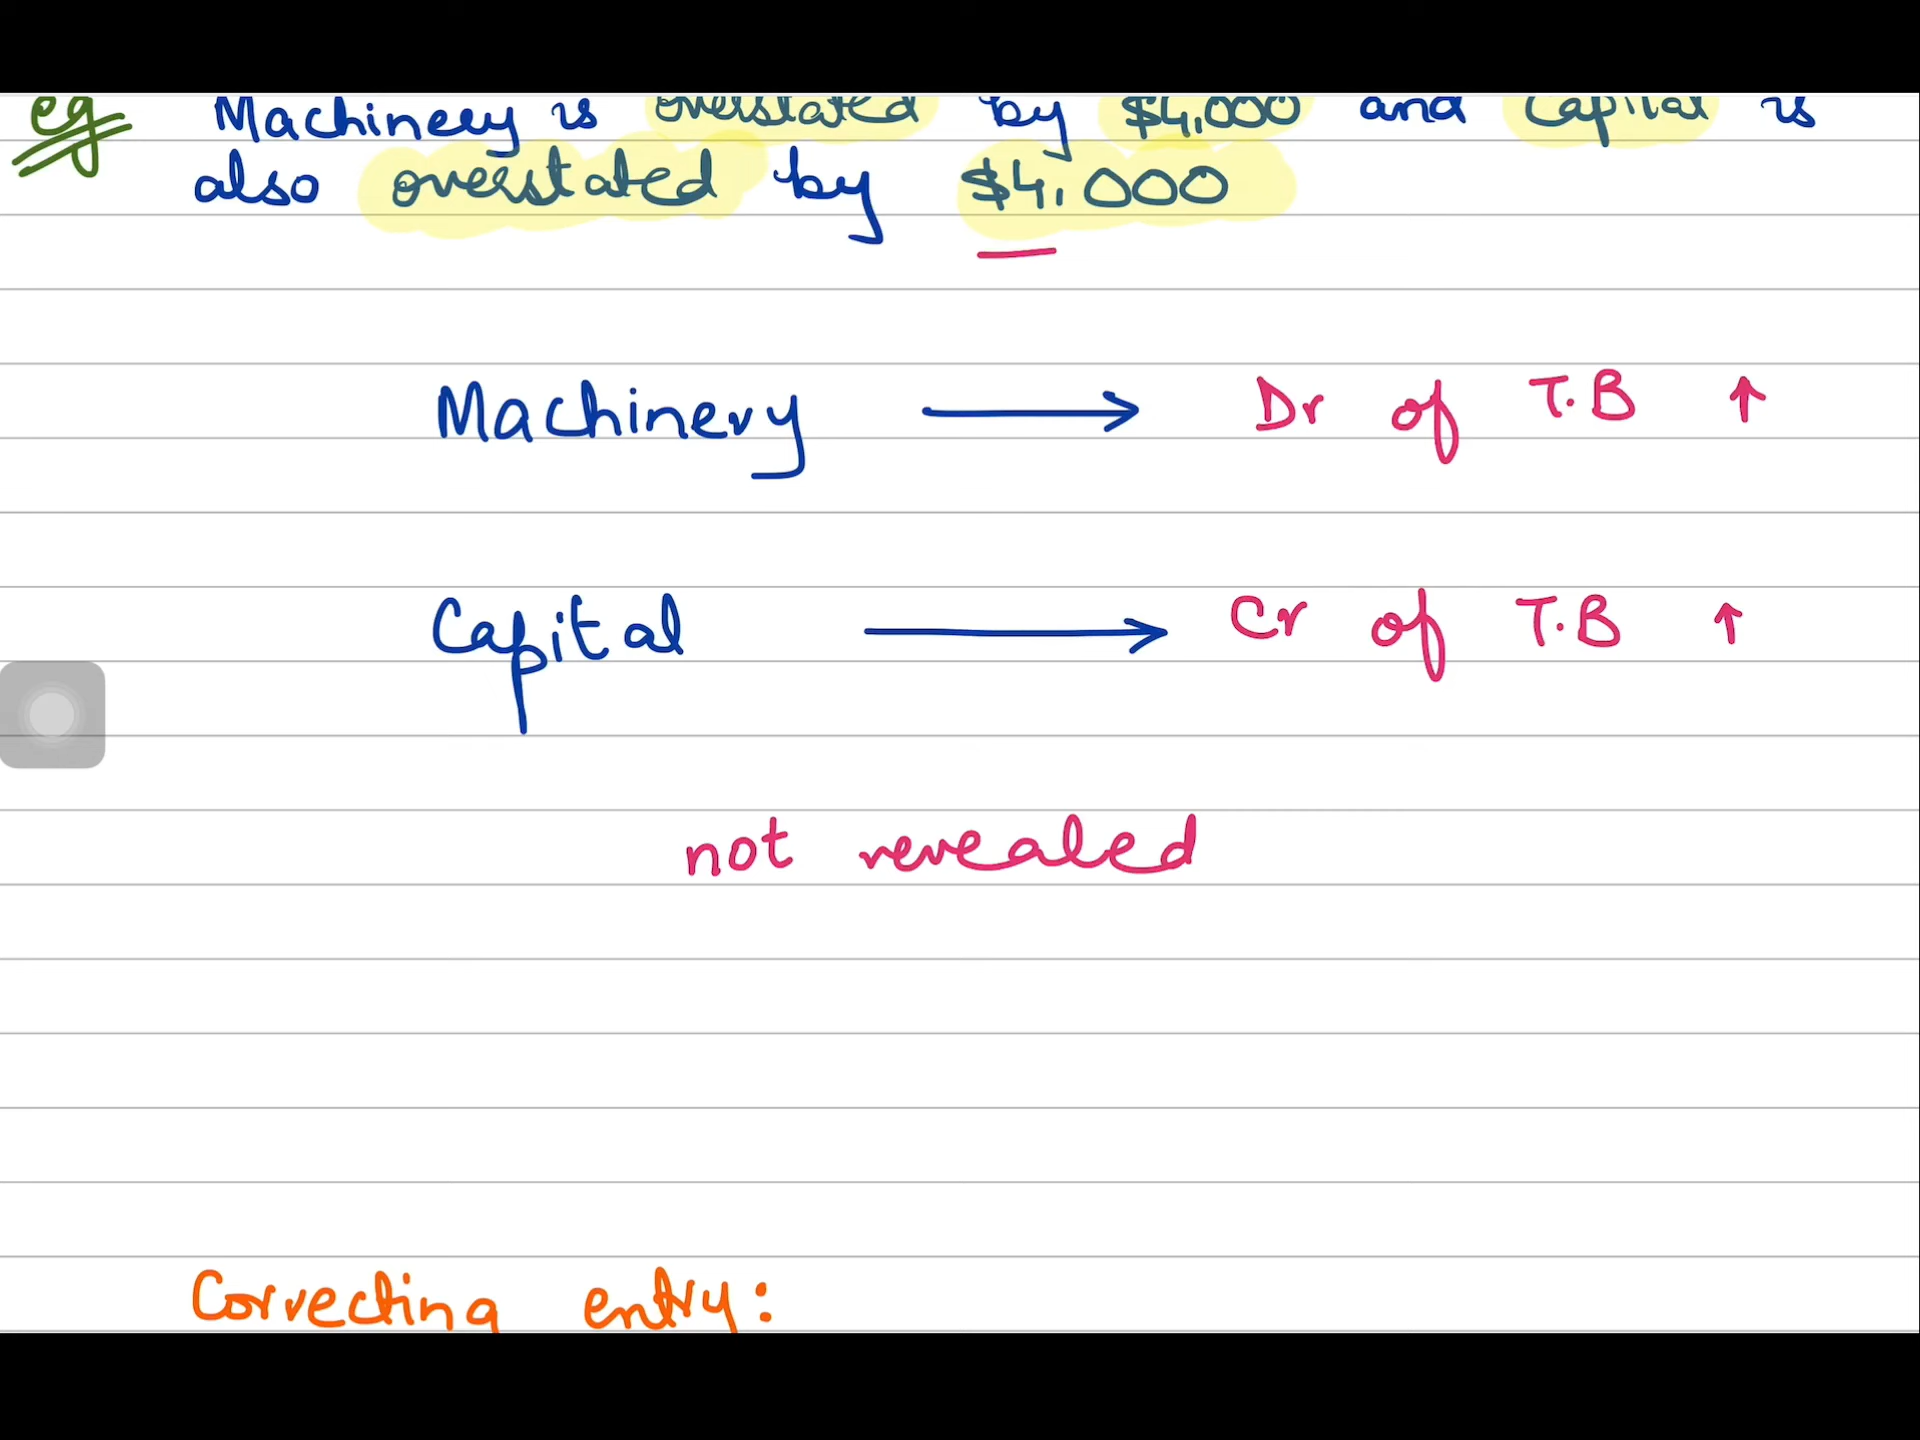 eg Machinery is overstated by $4,000 and Capital is
also overstated by $4,000
Machinery → Dr of T.B ↑
Capital → Cr of T.B ↑
not revealed
Correcting entry: